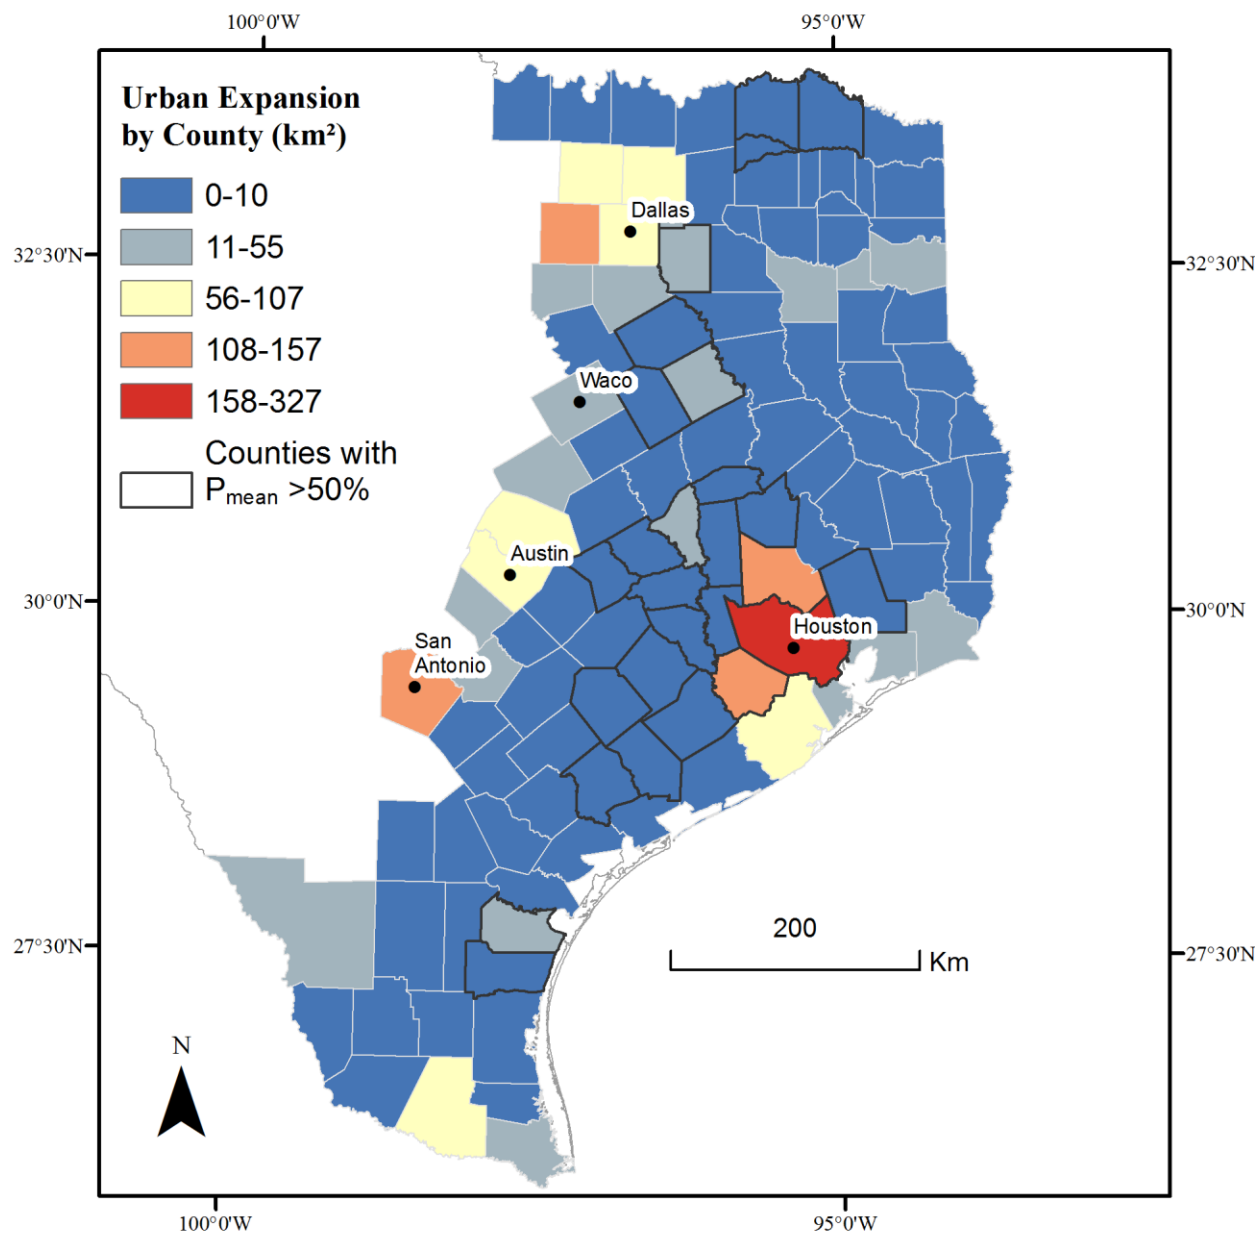 100°0'W 95°0'W
Urban Expansion
by County (km²)
0-10
11-55
56-107
108-157
158-327
Counties with
Pmean >50%
Dallas
32°30'N 32°30'N
Waco
Austin
30°0'N 30°0'N
Houston
San
Antonio
200
Km
27°30'N 27°30'N
N
100°0'W 95°0'W